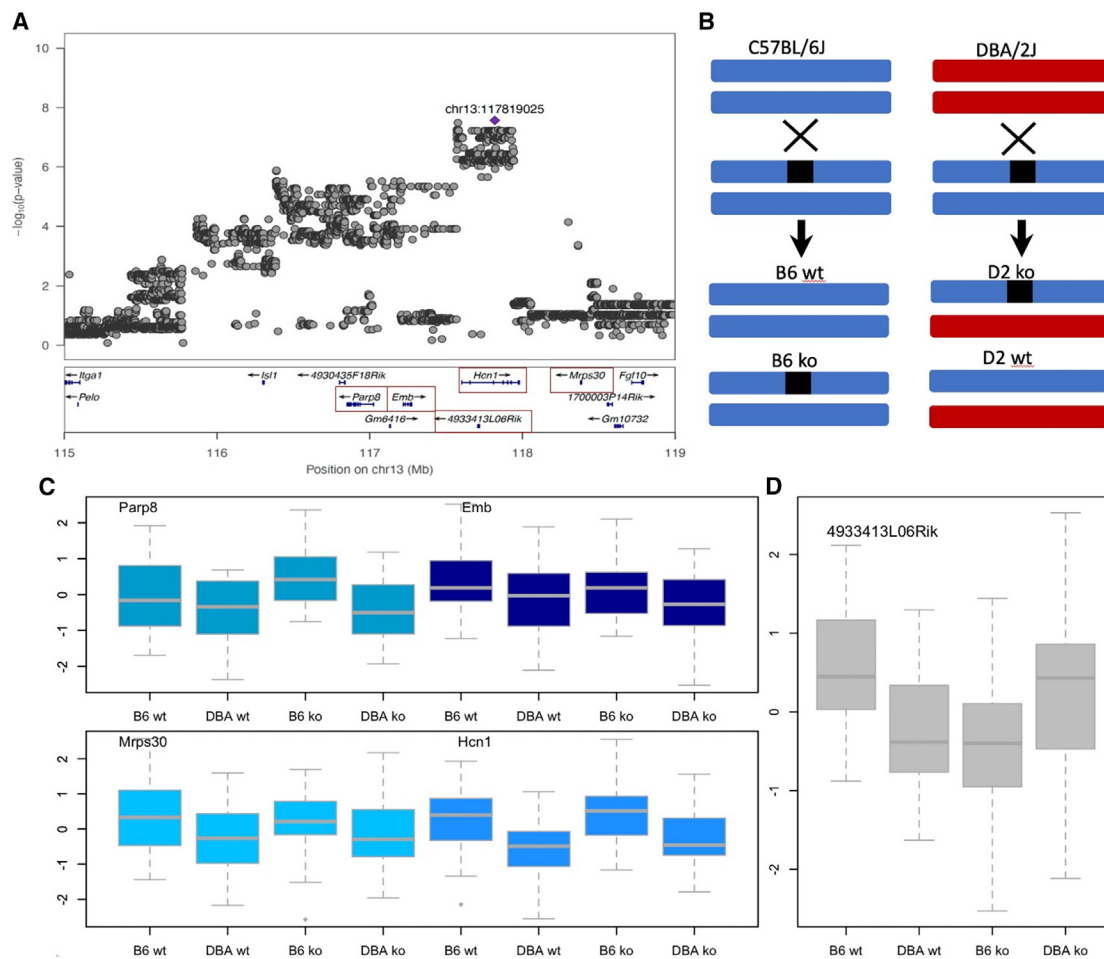 A
10
8
6
4
2
0
−log10(p−value)
chr13:117819025
Itga1
Isl1
4930435F18Rik
Hcn1
Mrps30
Fgf10
Pelo
Parp8
Emb
1700003P14Rik
Gm6416
4933413L06Rik
Gm10732
115
116
117
118
119
Position on chr13 (Mb)
B
C57BL/6J
DBA/2J
B6 wt
D2 ko
B6 ko
D2 wt
C
Parp8
Emb
2
1
0
-1
-2
B6 wt
DBA wt
B6 ko
DBA ko
B6 wt
DBA wt
B6 ko
DBA ko
Mrps30
Hcn1
2
1
0
-1
-2
B6 wt
DBA wt
B6 ko
DBA ko
B6 wt
DBA wt
B6 ko
DBA ko
D
4933413L06Rik
2
1
0
-1
-2
B6 wt
DBA wt
B6 ko
DBA ko